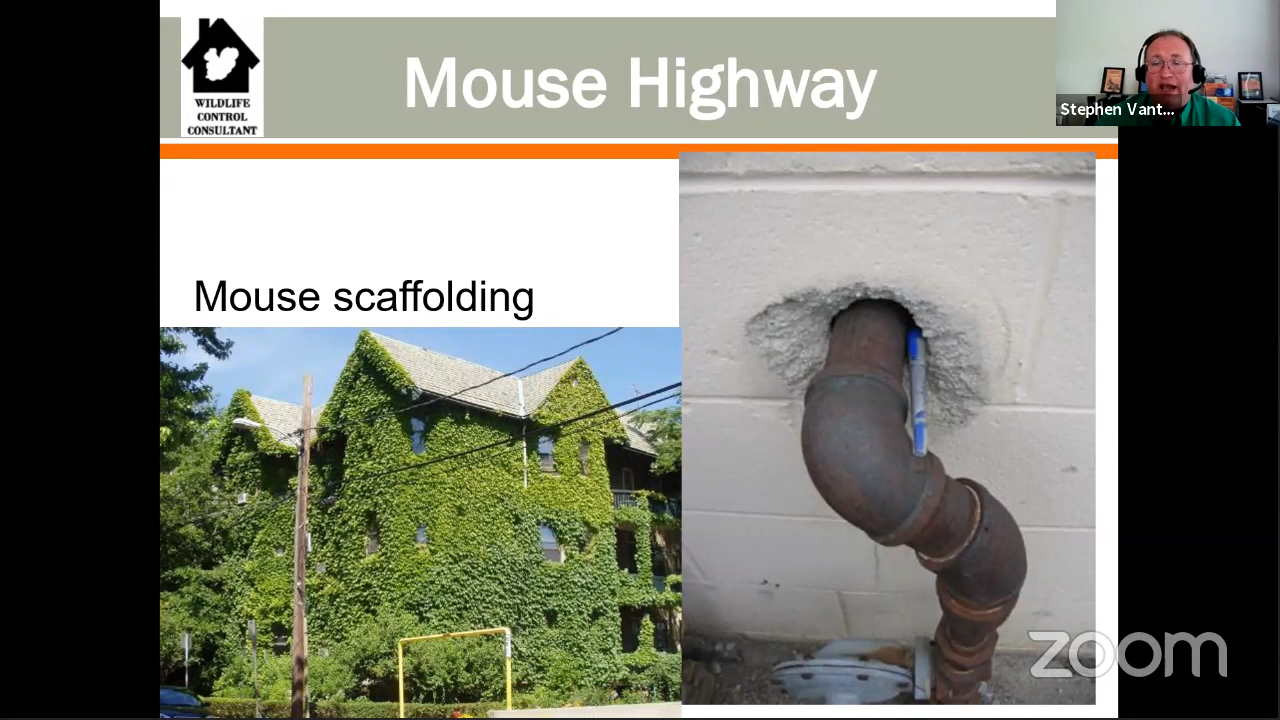 WILDLIFE
CONTROL
CONSULTANT
Mouse Highway
Stephen Vant...
Mouse scaffolding
zoom